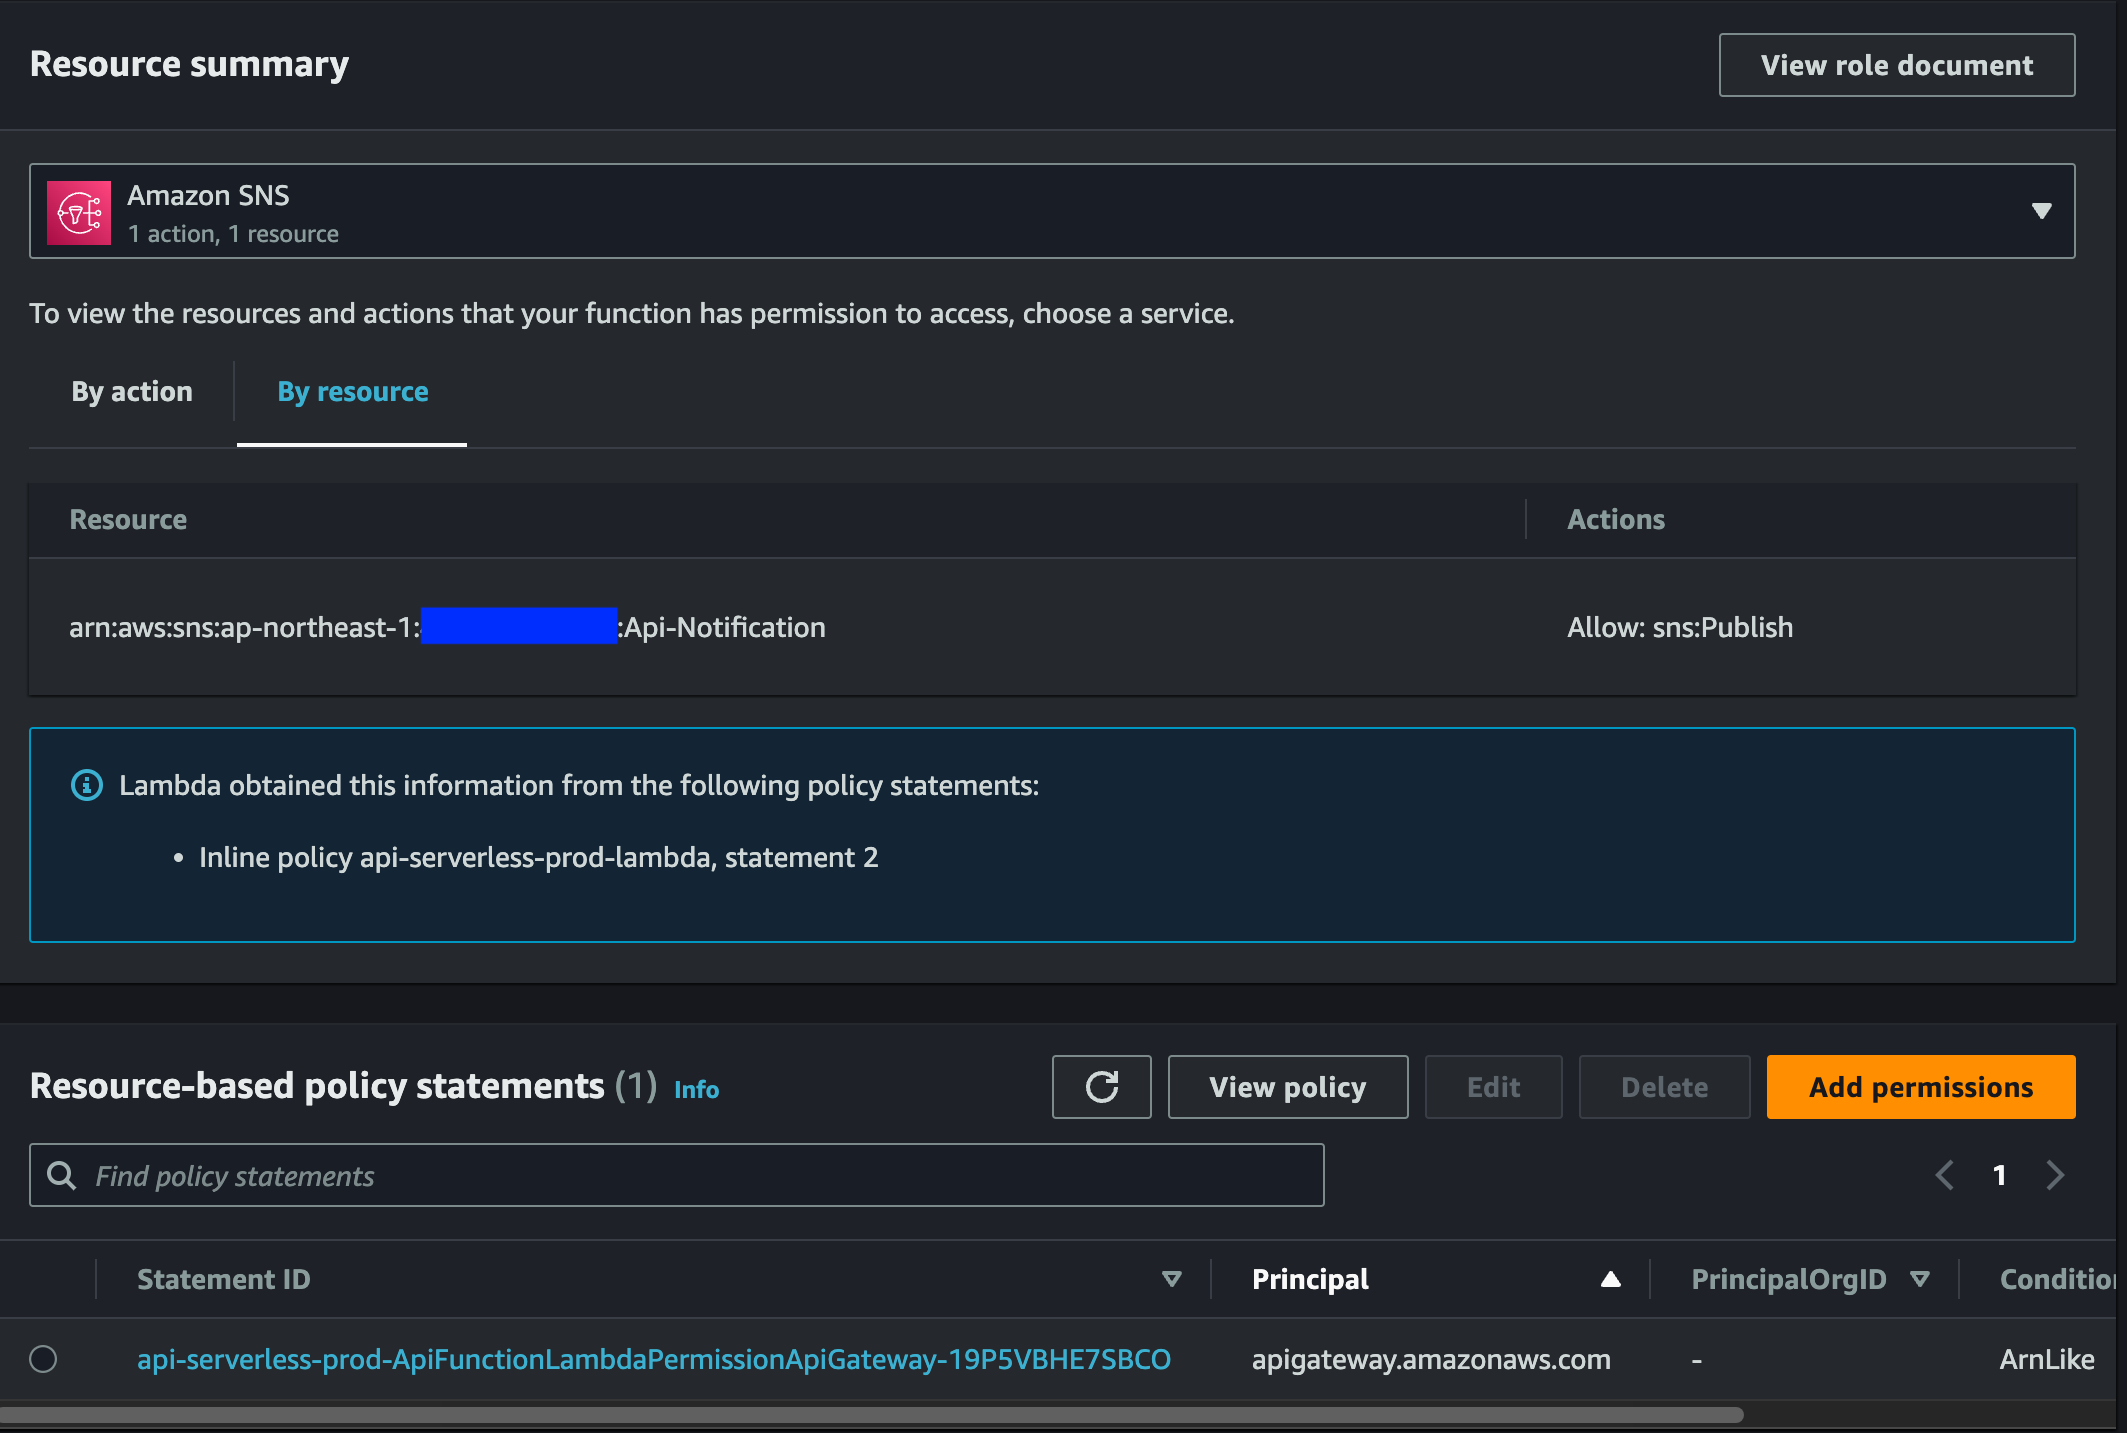 Resource summary
View role document
Amazon SNS
1 action, 1 resource
To view the resources and actions that your function has permission to access, choose a service.
By action
By resource
Resource
Actions
arn:aws:sns:ap-northeast-1: :Api-Notification
Allow: sns:Publish
Lambda obtained this information from the following policy statements:
• Inline policy api-serverless-prod-lambda, statement 2
Resource-based policy statements (1) Info
View policy
Edit
Delete
Add permissions
Find policy statements
1
Statement ID
Principal
PrincipalOrgID
Condition
api-serverless-prod-ApiFunctionLambdaPermissionApiGateway-19P5VBHE7SBCO
apigateway.amazonaws.com
-
ArnLike